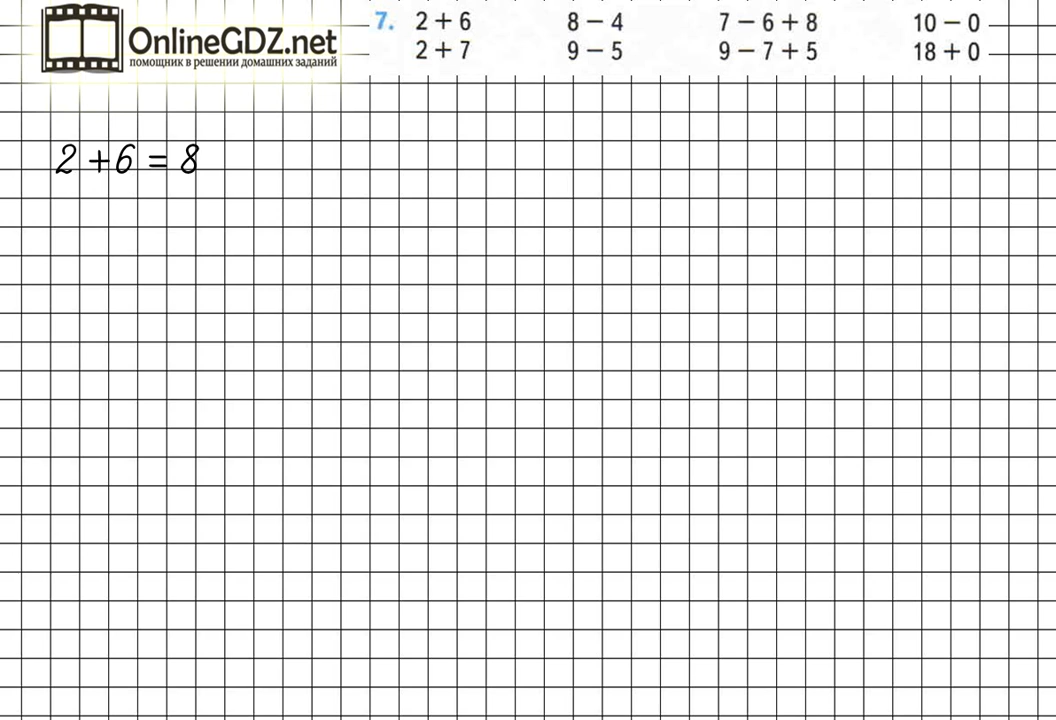 OnlineGDZ.net
помощник в решении домашних заданий
7. 2 + 6 8 − 4 7 − 6 + 8 10 − 0
2 + 7 9 − 5 9 − 7 + 5 18 + 0
2 + 6 = 8